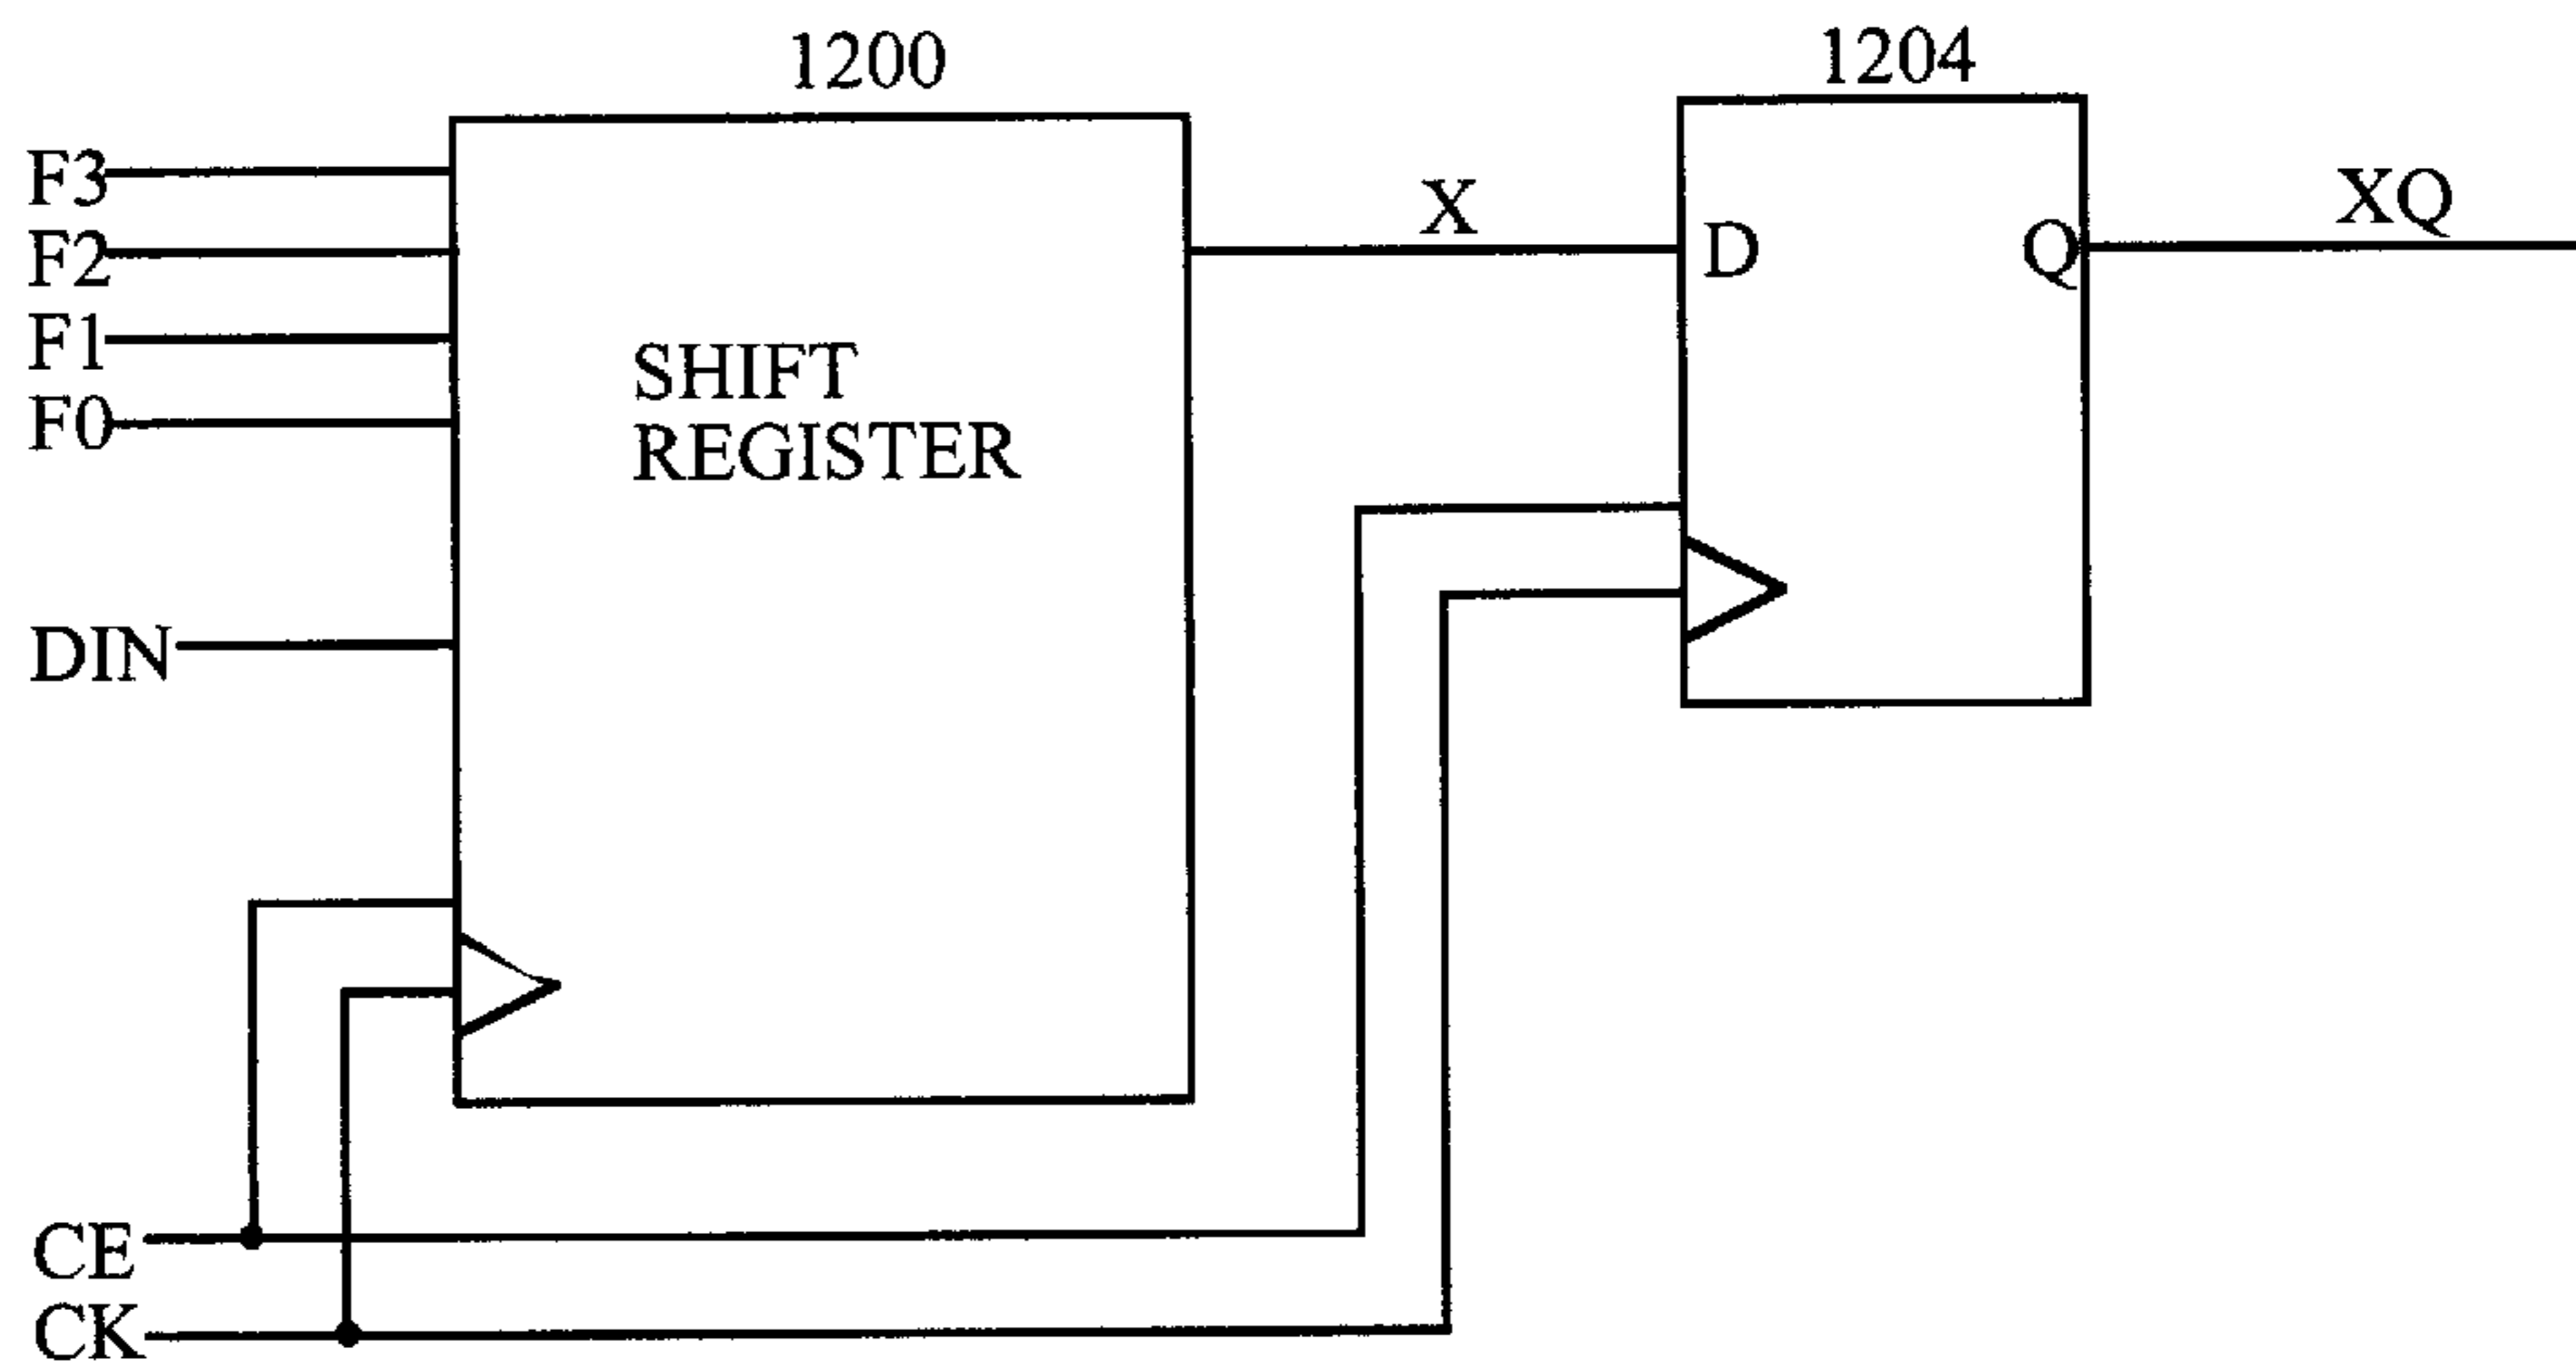 1200
1204
F3
F2
F1
F0
SHIFT
REGISTER
X
D
Q
XQ
DIN
CE
CK